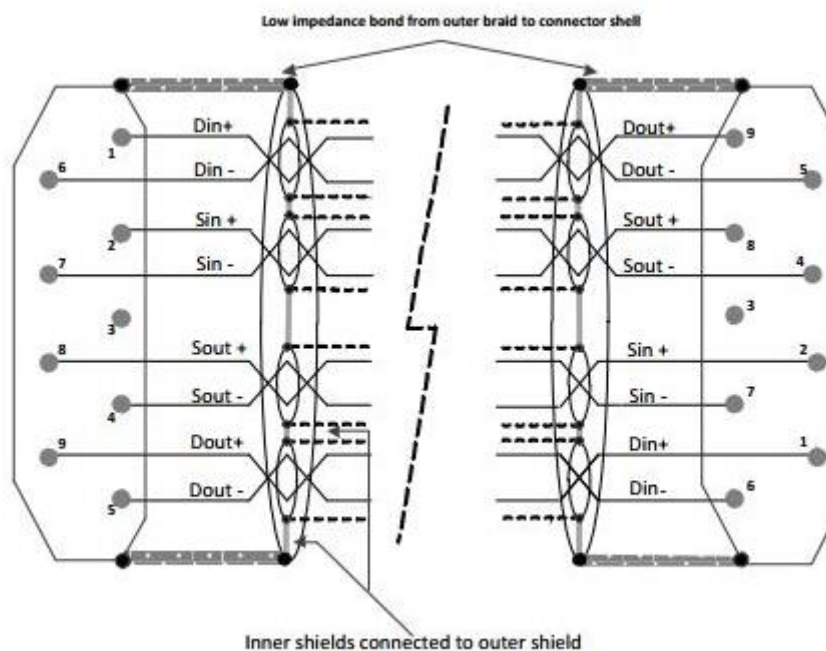 Low impedance bond from outer braid to connector shell
Din+
Dout+
9
1
6
Din -
Dout -
5
2
Sin +
Sout +
8
7
Sin -
Sout -
4
3
3
8
Sout +
Sin +
2
4
Sout -
Sin -
7
9
Dout+
Din+
1
5
Dout -
Din-
6
Inner shields connected to outer shield